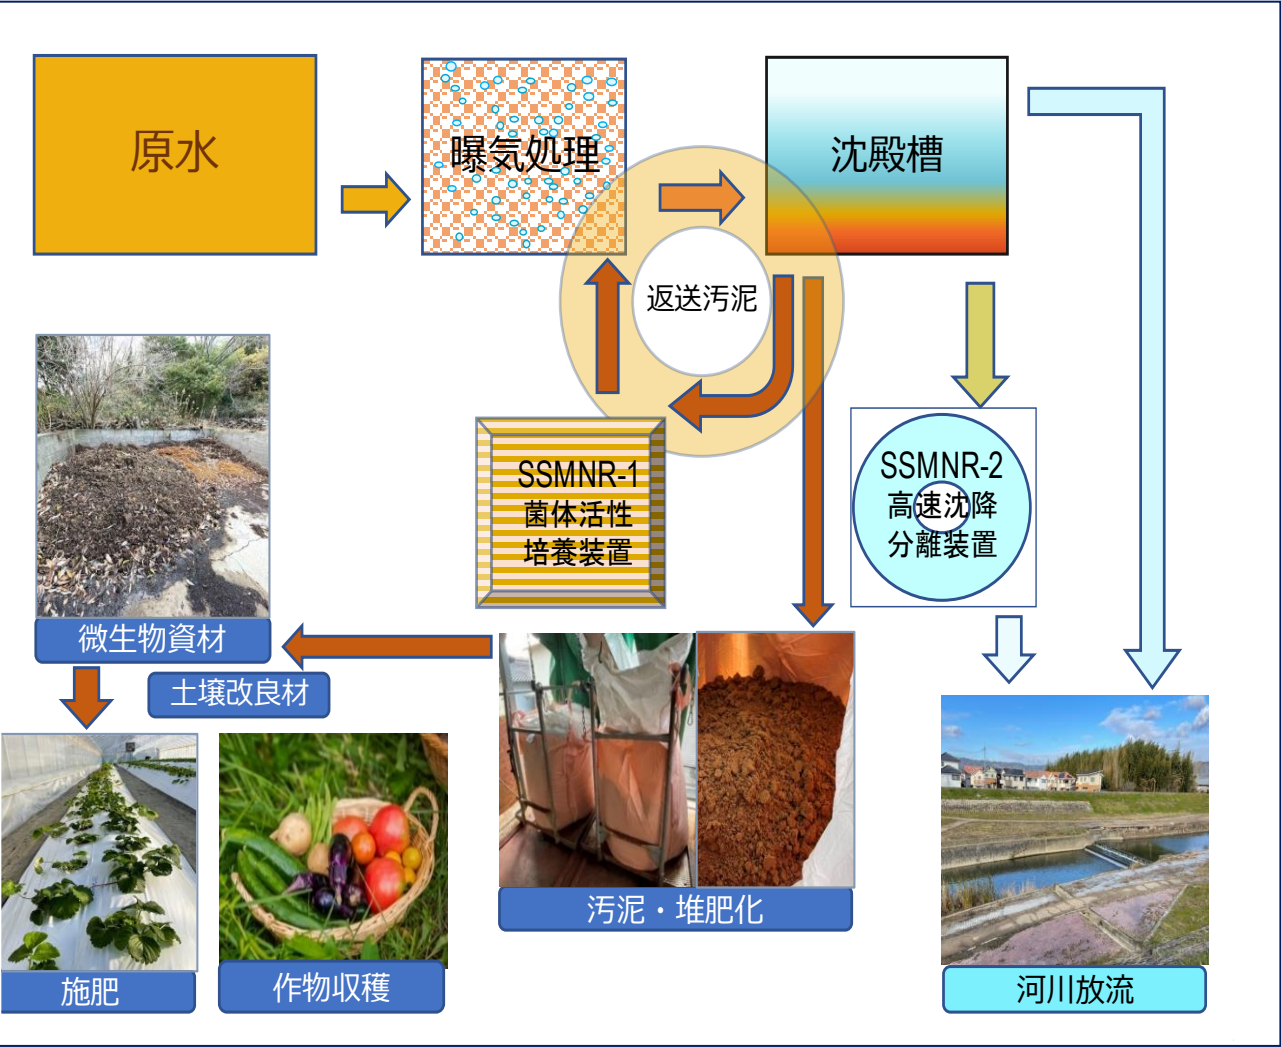 原水
曝気処理
沈殿槽
返送汚泥
SSMNR-1
菌体活性
培養装置
SSMNR-2
高速沈降
分離装置
微生物資材
土壌改良材
汚泥・堆肥化
施肥
作物収穫
河川放流